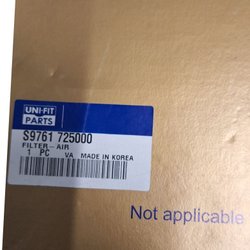 UNI-FIT
PARTS
S9761 725000
FILTER-AIR
1 PC VA MADE IN KOREA
Not applicable